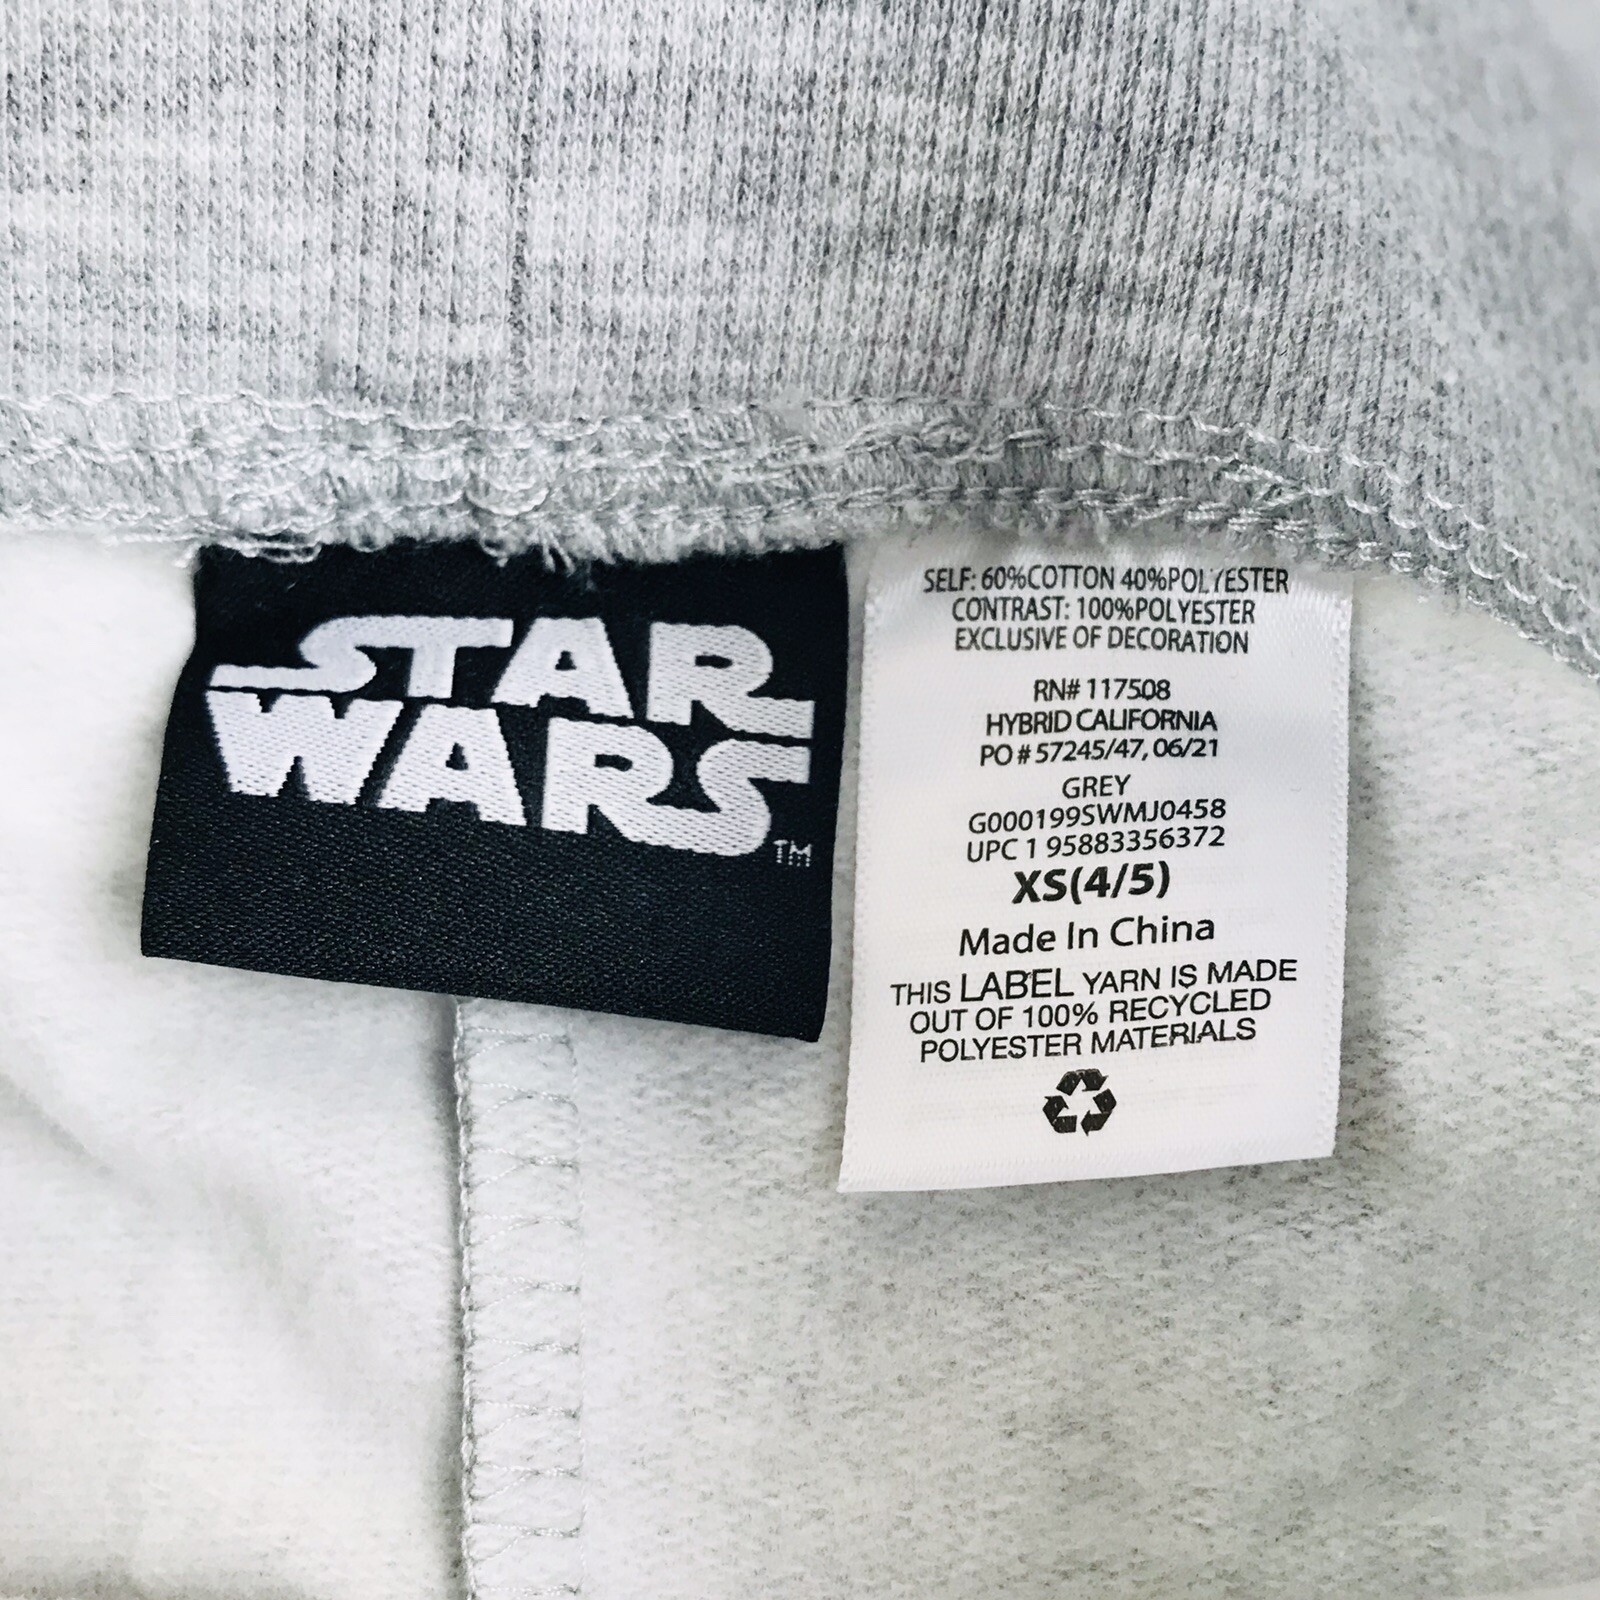 STAR
WARS
TM
SELF: 60%COTTON 40%POLYESTER
CONTRAST: 100%POLYESTER
EXCLUSIVE OF DECORATION
RN# 117508
HYBRID CALIFORNIA
PO # 57245/47, 06/21
GREY
G000199SWMJ0458
UPC 1 95883356372
XS(4/5)
Made In China
THIS LABEL YARN IS MADE
OUT OF 100% RECYCLED
POLYESTER MATERIALS